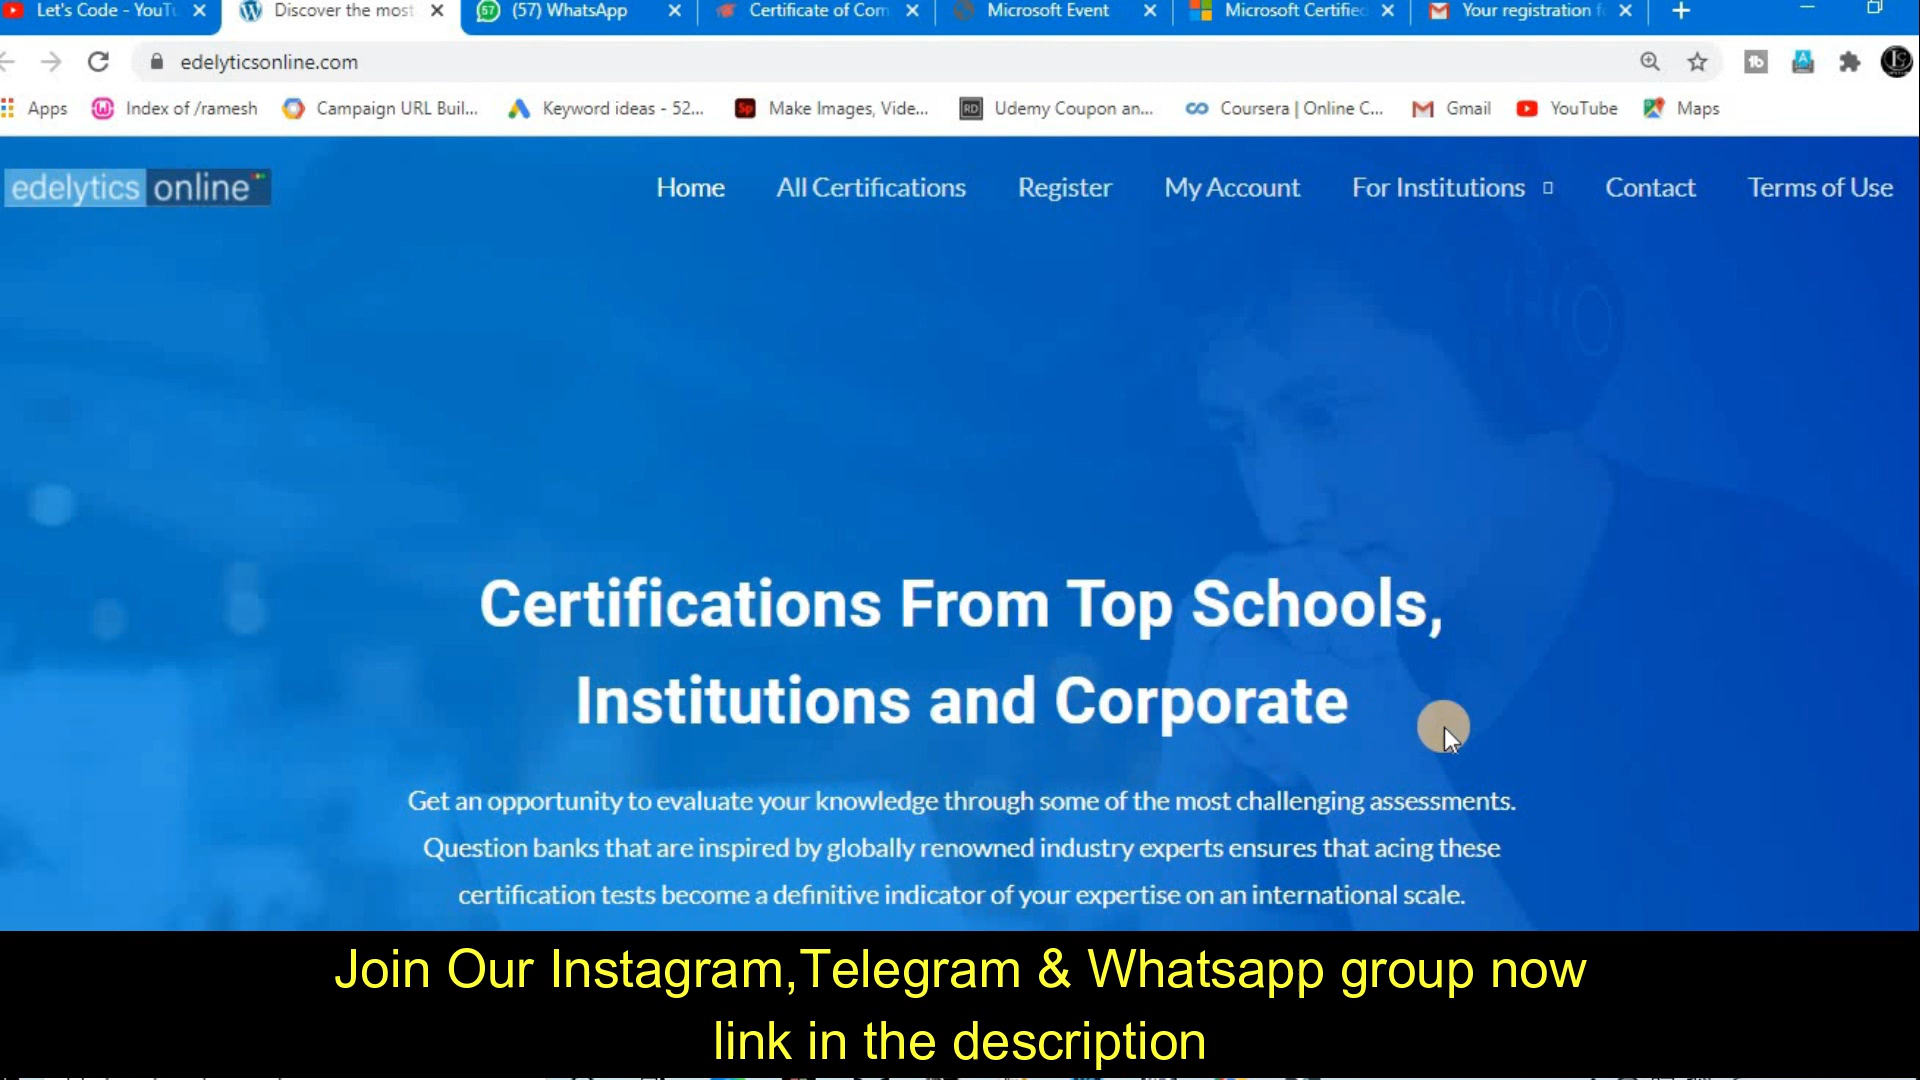 Let's Code - YouTu
Discover the most
(57) WhatsApp
Certificate of Com
Microsoft Event
Microsoft Certified
Your registration f
edelyticsonline.com
Apps
Index of /ramesh
Campaign URL Buil...
Keyword ideas - 52...
Make Images, Vide...
Udemy Coupon an...
Coursera | Online C...
Gmail
YouTube
Maps
edelytics online
Home
All Certifications
Register
My Account
For Institutions
Contact
Terms of Use
Certifications From Top Schools,
Institutions and Corporate
Get an opportunity to evaluate your knowledge through some of the most challenging assessments.
Question banks that are inspired by globally renowned industry experts ensures that acing these
certification tests become a definitive indicator of your expertise on an international scale.
Join Our Instagram,Telegram & Whatsapp group now
link in the description